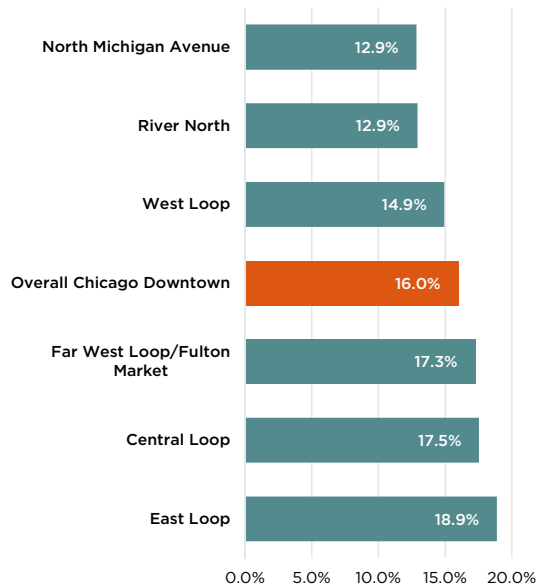 North Michigan Avenue 12.9%
River North 12.9%
West Loop 14.9%
Overall Chicago Downtown 16.0%
Far West Loop/Fulton
Market 17.3%
Central Loop 17.5%
East Loop 18.9%
0.0% 5.0% 10.0% 15.0% 20.0%